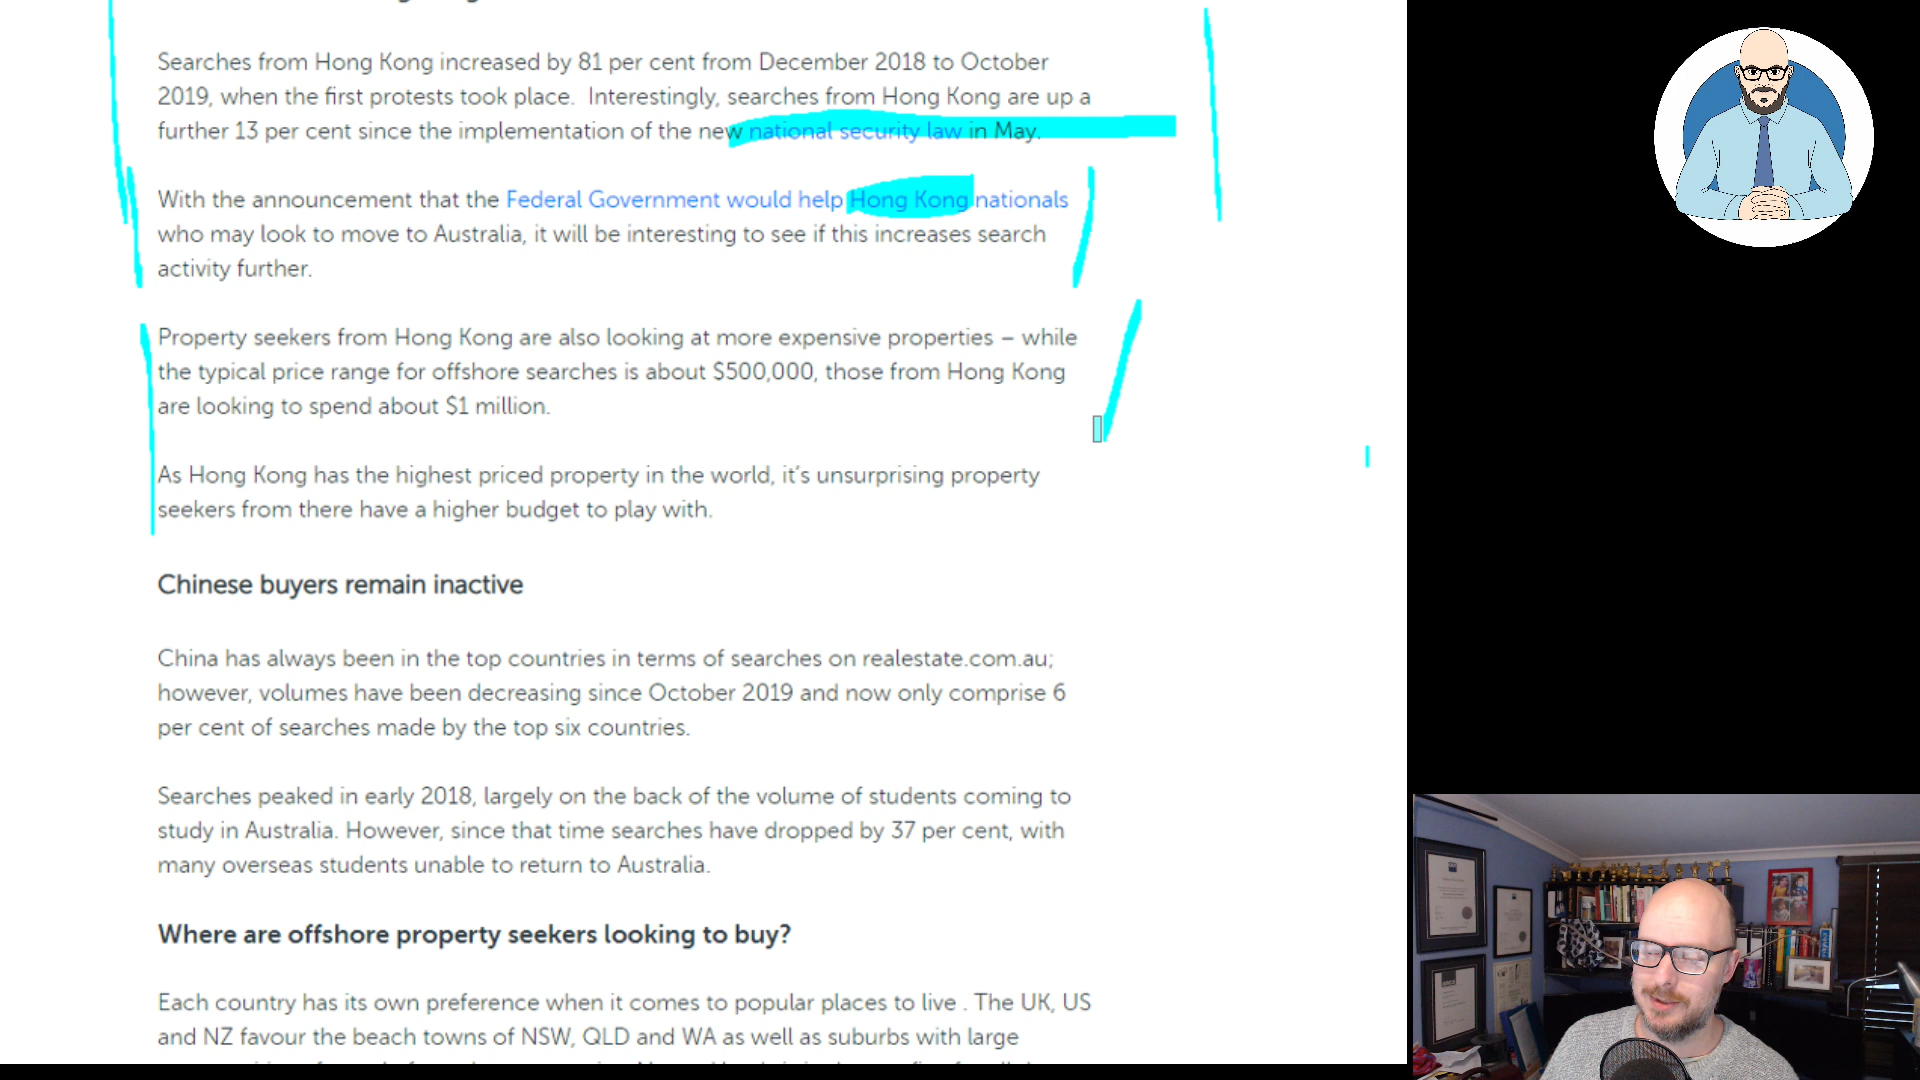 Searches from Hong Kong increased by 81 per cent from December 2018 to October
2019, when the first protests took place.  Interestingly, searches from Hong Kong are up a
further 13 per cent since the implementation of the new national security law in May.
With the announcement that the Federal Government would help Hong Kong nationals
who may look to move to Australia, it will be interesting to see if this increases search
activity further.
Property seekers from Hong Kong are also looking at more expensive properties – while
the typical price range for offshore searches is about $500,000, those from Hong Kong
are looking to spend about $1 million.
As Hong Kong has the highest priced property in the world, it’s unsurprising property
seekers from there have a higher budget to play with.
Chinese buyers remain inactive
China has always been in the top countries in terms of searches on realestate.com.au;
however, volumes have been decreasing since October 2019 and now only comprise 6
per cent of searches made by the top six countries.
Searches peaked in early 2018, largely on the back of the volume of students coming to
study in Australia. However, since that time searches have dropped by 37 per cent, with
many overseas students unable to return to Australia.
Where are offshore property seekers looking to buy?
Each country has its own preference when it comes to popular places to live . The UK, US
and NZ favour the beach towns of NSW, QLD and WA as well as suburbs with large